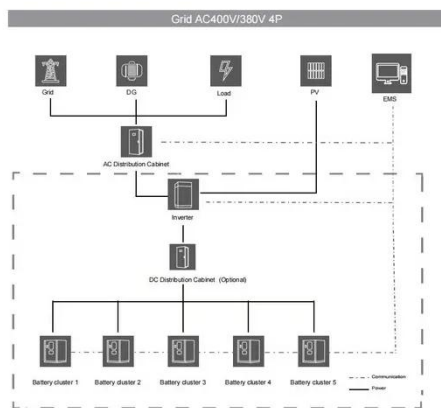 Grid AC400V/380V 4P
Grid
DG
Load
PV
EMS
AC Distribution Cabinet
Inverter
DC Distribution Cabinet (Optional)
Battery cluster 1
Battery cluster 2
Battery cluster 3
Battery cluster 4
Battery cluster 5
Communication
Power